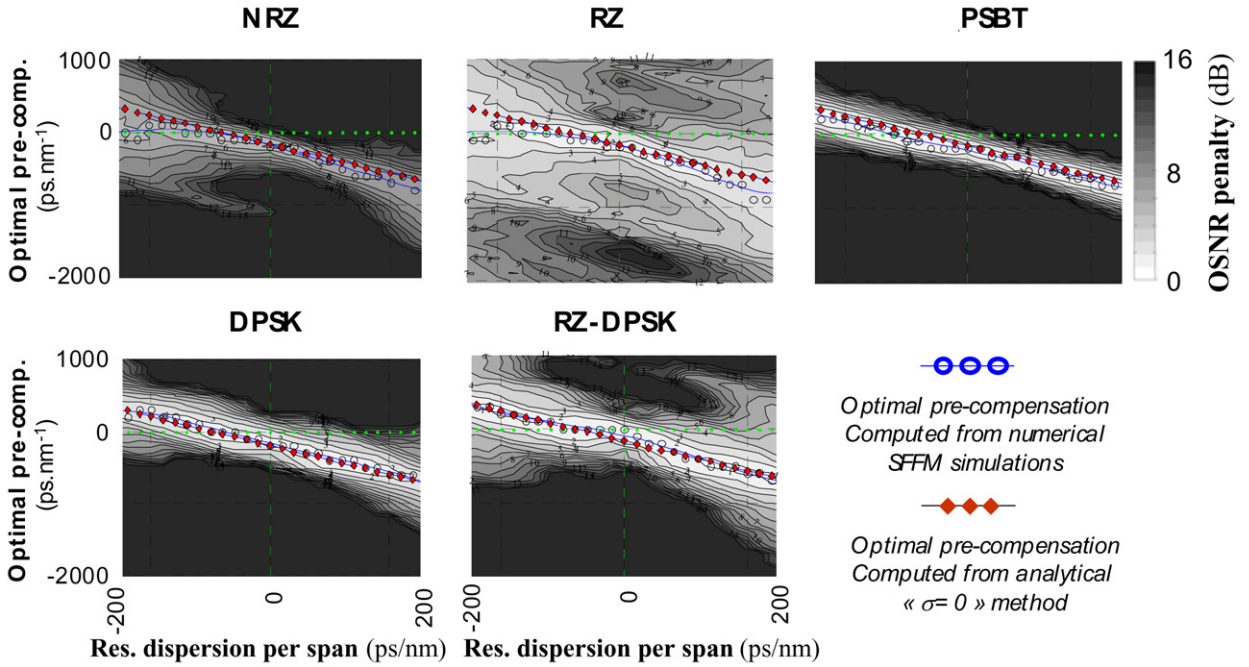 NRZ
RZ
PSBT
Optimal pre-comp.
(ps.nm⁻¹)
1000
0
-2000
16
8
0
OSNR penalty (dB)
DPSK
RZ-DPSK
Optimal pre-comp.
(ps.nm⁻¹)
1000
0
-2000
-200
0
200
-200
0
200
Res. dispersion per span (ps/nm)
Res. dispersion per span (ps/nm)
Optimal pre-compensation
Computed from numerical
SFFM simulations
Optimal pre-compensation
Computed from analytical
« σ= 0 » method